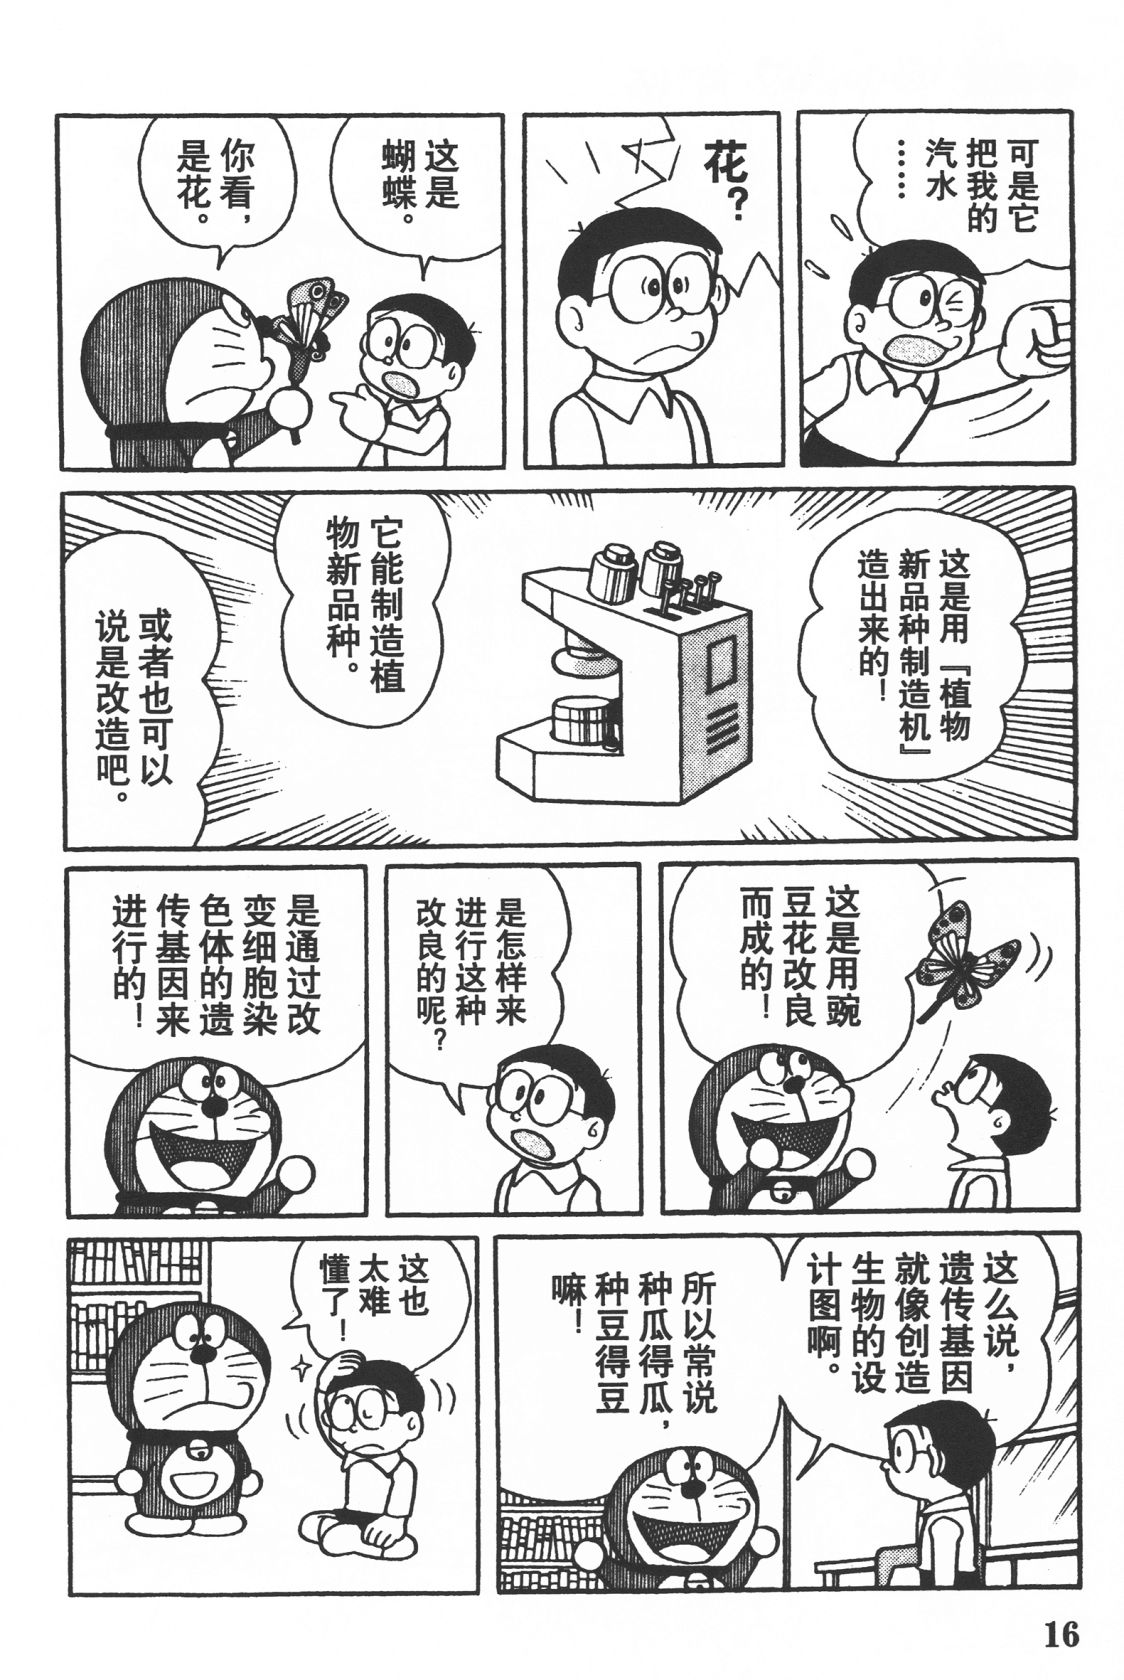 可是它
把我的
汽水
……
花？
这是
蝴蝶。
你看，
是花。
这是用『植物
新品种制造机』
造出来的！
它能制造植
物新品种。
或者也可以
说是改造吧。
这是用豌
豆花改良
而成的！
是怎样来
进行这种
改良的呢？
是通过改
变细胞染
色体的遗
传基因来
进行的！
这么说，
遗传基因
就像创造
生物的设
计图啊。
所以常说
种瓜得瓜，
种豆得豆
嘛！
这也
太难
懂了！
16